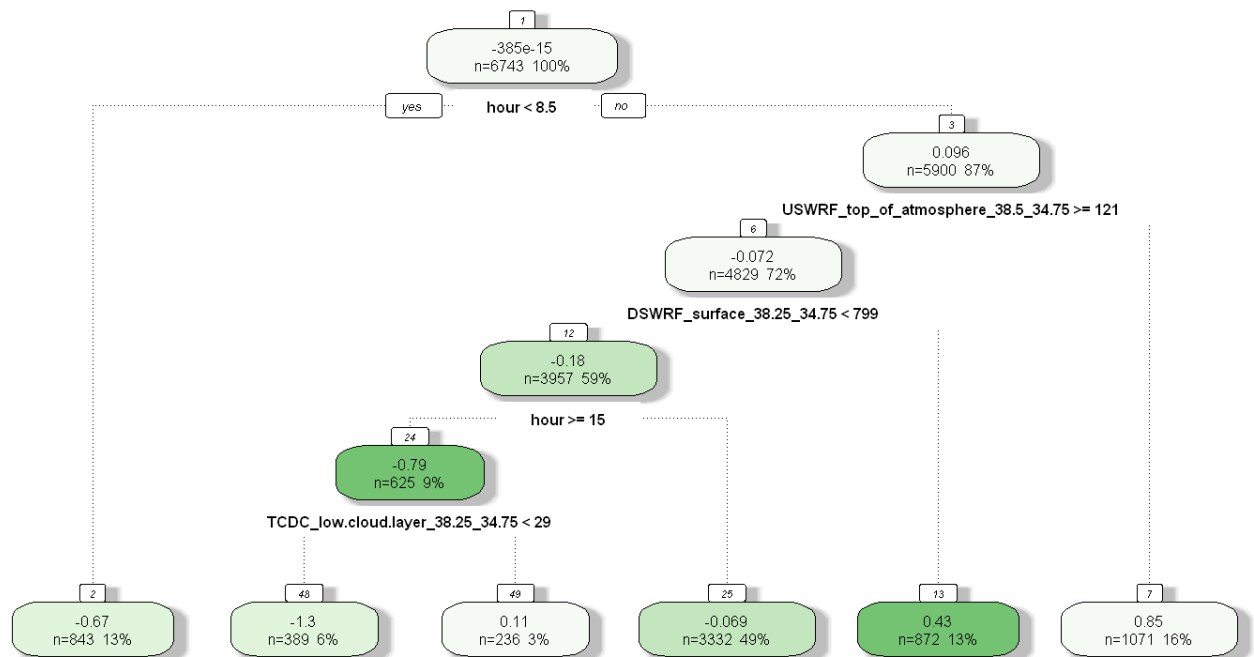 1
-385e-15
n=6743 100%
yes
hour < 8.5
no
3
0.096
n=5900 87%
USWRF_top_of_atmosphere_38.5_34.75 >= 121
6
-0.072
n=4829 72%
DSWRF_surface_38.25_34.75 < 799
12
-0.18
n=3957 59%
hour >= 15
24
-0.79
n=625 9%
TCDC_low.cloud.layer_38.25_34.75 < 29
2
-0.67
n=843 13%
48
-1.3
n=389 6%
49
0.11
n=236 3%
25
-0.069
n=3332 49%
13
0.43
n=872 13%
7
0.85
n=1071 16%